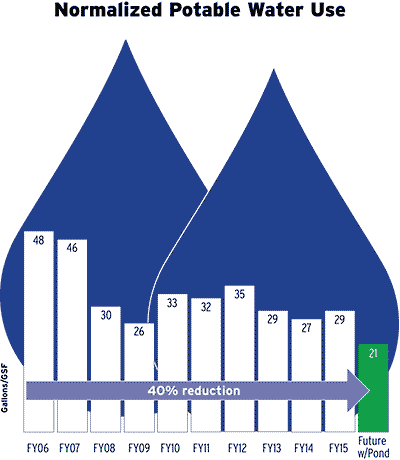 Normalized Potable Water Use
48
46
30
26
33
32
35
29
27
29
21
Gallons/GSF
40% reduction
FY06 FY07 FY08 FY09 FY10 FY11 FY12 FY13 FY14 FY15 Future
w/Pond